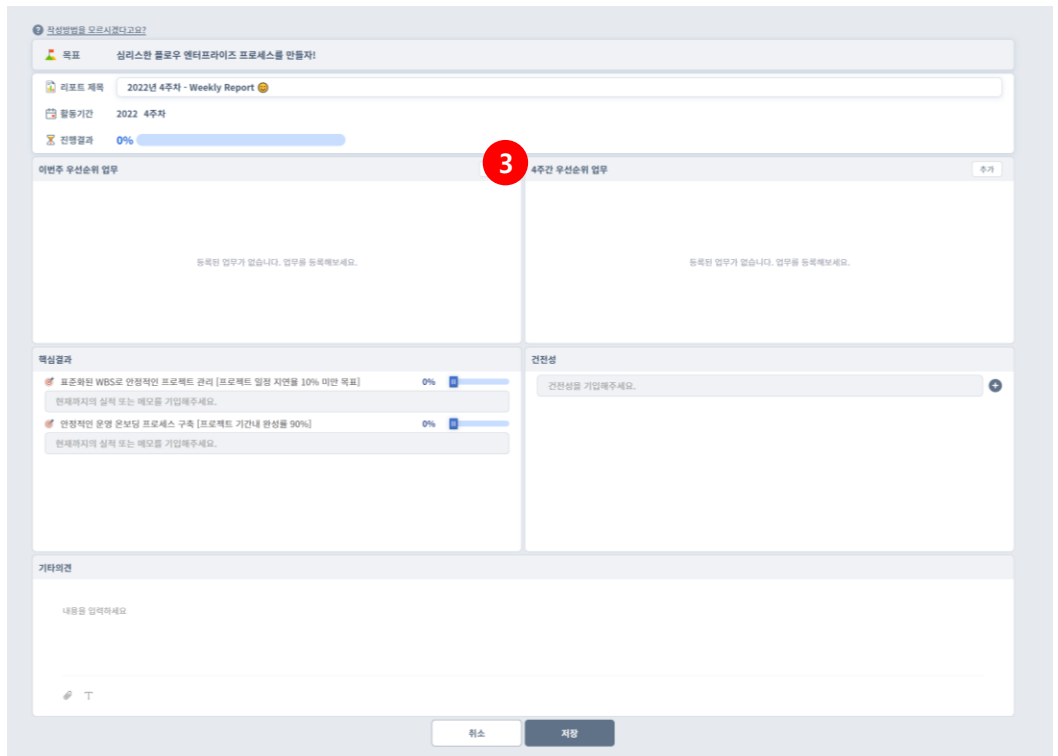 작성방법을 모르시겠다고요?
목표 심리스한 플로우 엔터프라이즈 프로세스를 만들자!
리포트 제목 2022년 4주차 - Weekly Report 😄
활동기간 2022 4주차
진행결과 0%
이번주 우선순위 업무
3
4주간 우선순위 업무 추가
등록된 업무가 없습니다. 업무를 등록해보세요.
등록된 업무가 없습니다. 업무를 등록해보세요.
핵심결과
표준화된 WBS로 안정적인 프로젝트 관리 [프로젝트 일정 지연율 10% 미만 목표] 0%
현재까지의 실적 또는 메모를 기입해주세요.
안정적인 운영 온보딩 프로세스 구축 [프로젝트 기간내 완성률 90%] 0%
현재까지의 실적 또는 메모를 기입해주세요.
건전성
건전성을 기입해주세요.
기타의견
내용을 입력하세요
취소 저장